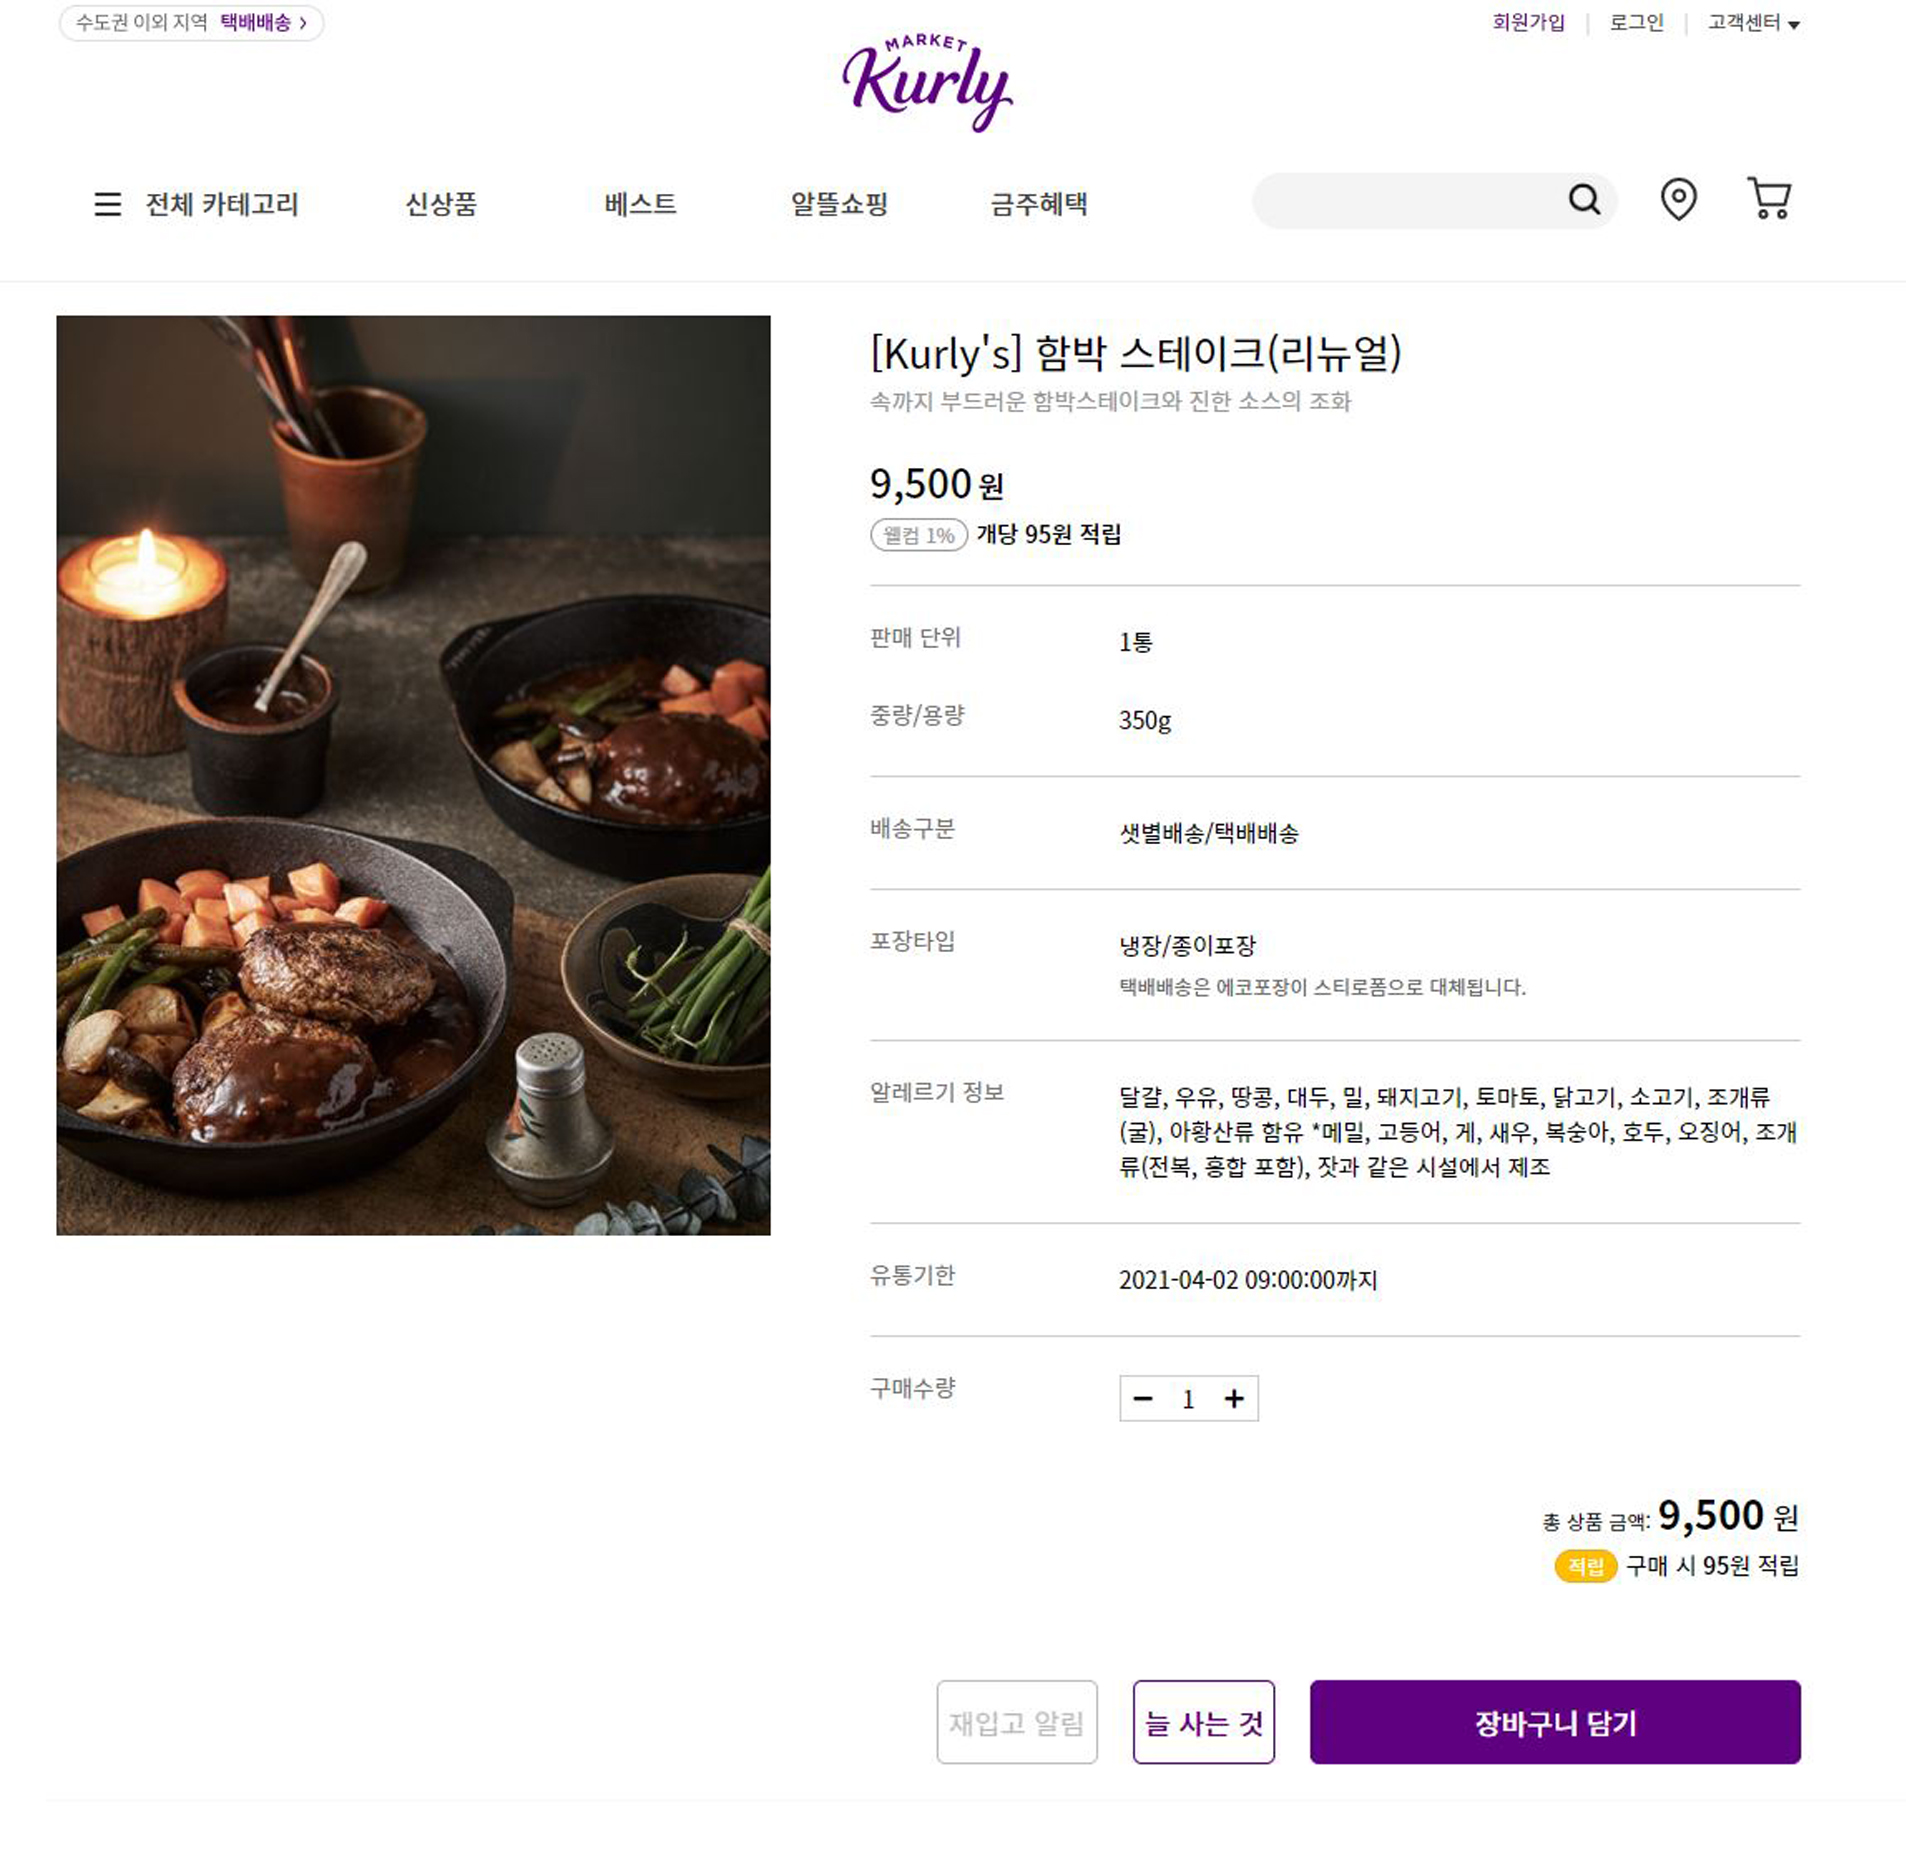 수도권 이외 지역 택배배송 >
회원가입 | 로그인 | 고객센터
MARKET
Kurly
전체 카테고리 신상품 베스트 알뜰쇼핑 금주혜택
[Kurly's] 함박 스테이크(리뉴얼)
속까지 부드러운 함박스테이크와 진한 소스의 조화
9,500 원
웰컴 1% 개당 95원 적립
판매 단위 1통
중량/용량 350g
배송구분 샛별배송/택배배송
포장타입 냉장/종이포장
택배배송은 에코포장이 스티로폼으로 대체됩니다.
알레르기 정보 달걀, 우유, 땅콩, 대두, 밀, 돼지고기, 토마토, 닭고기, 소고기, 조개류
(굴), 아황산류 함유 *메밀, 고등어, 게, 새우, 복숭아, 호두, 오징어, 조개
류(전복, 홍합 포함), 잣과 같은 시설에서 제조
유통기한 2021-04-02 09:00:00까지
구매수량 − 1 +
총 상품 금액: 9,500 원
적립 구매 시 95원 적립
재입고 알림 늘 사는 것 장바구니 담기